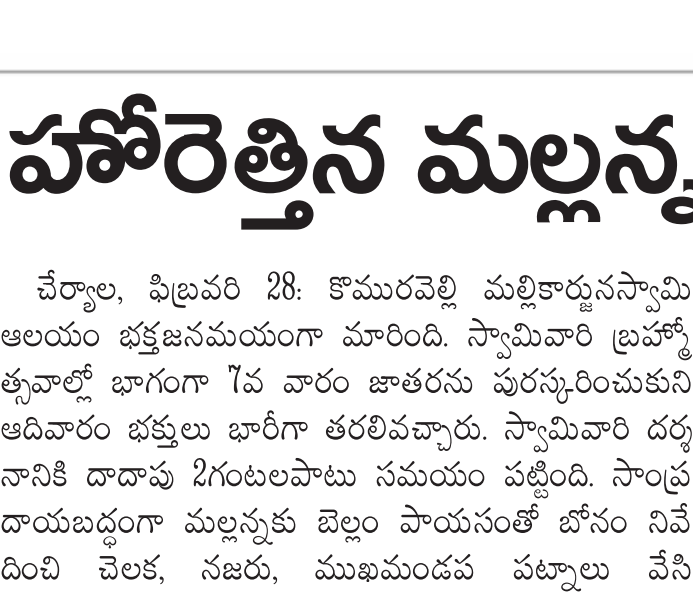 హోరెత్తిన మల్లన్న
చేర్యాల, ఫిబ్రవరి 28: కొమురవెల్లి మల్లికార్జునస్వామి
ఆలయం భక్తజనమయంగా మారింది. స్వామివారి బ్రహ్మో
త్సవాల్లో భాగంగా 7వ వారం జాతరను పురస్కరించుకుని
ఆదివారం భక్తులు భారీగా తరలివచ్చారు. స్వామివారి దర్శ
నానికి దాదాపు 2గంటలపాటు సమయం పట్టింది. సాంప్ర
దాయబద్ధంగా మల్లన్నకు బెల్లం పాయసంతో బోనం నివే
దించి చెలక, నజరు, ముఖమండప పట్నాలు వేసి